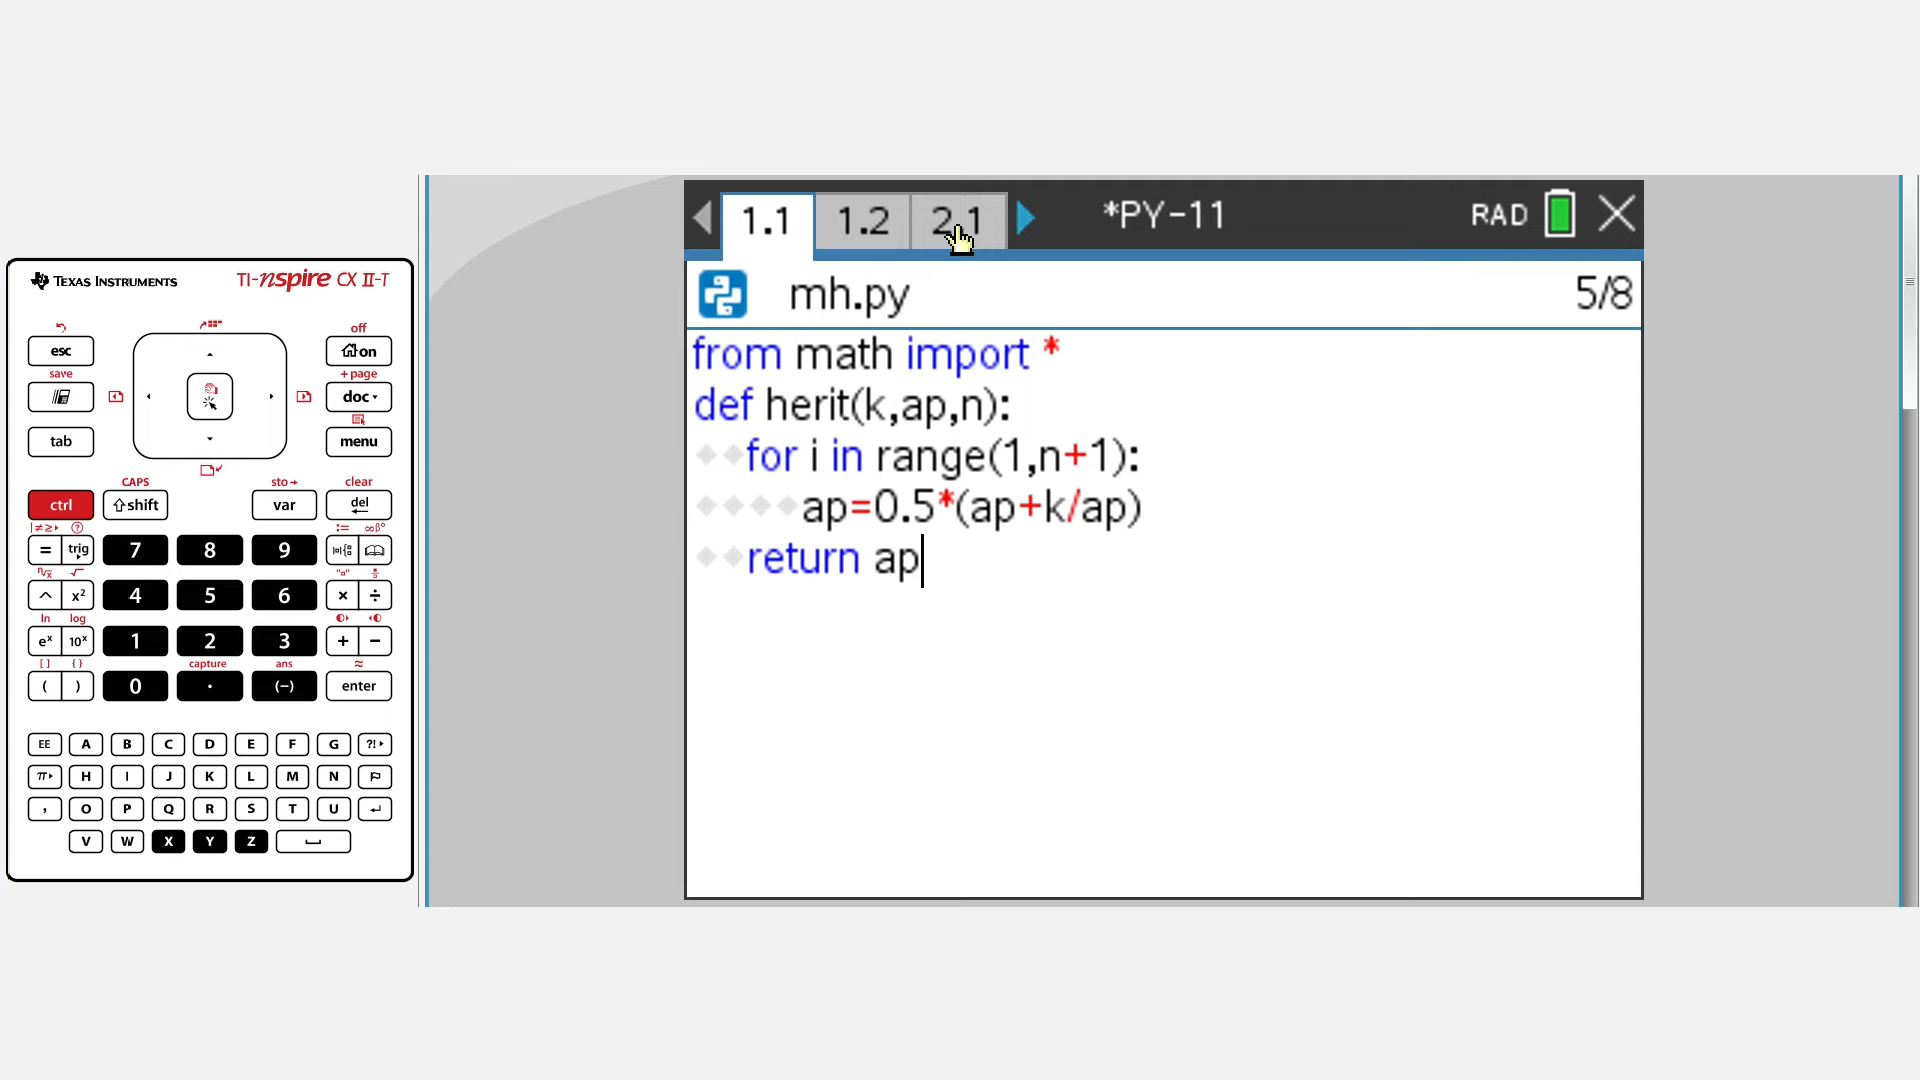 TEXAS INSTRUMENTS TI-nspire CX II-T
off
esc on
save + page
doc
tab menu
CAPS sto→ clear
ctrl shift var del
= trig 7 8 9
^ x² 4 5 6 × ÷
ln log
eˣ 10ˣ 1 2 3 + −
[ ] { } capture ans ≈
( ) 0 . (−) enter
EE A B C D E F G ?!
π H I J K L M N
, O P Q R S T U
V W X Y Z
1.1 1.2 2.1 *PY-11 RAD
mh.py 5/8
from math import *
def herit(k,ap,n):
for i in range(1,n+1):
ap=0.5*(ap+k/ap)
return ap